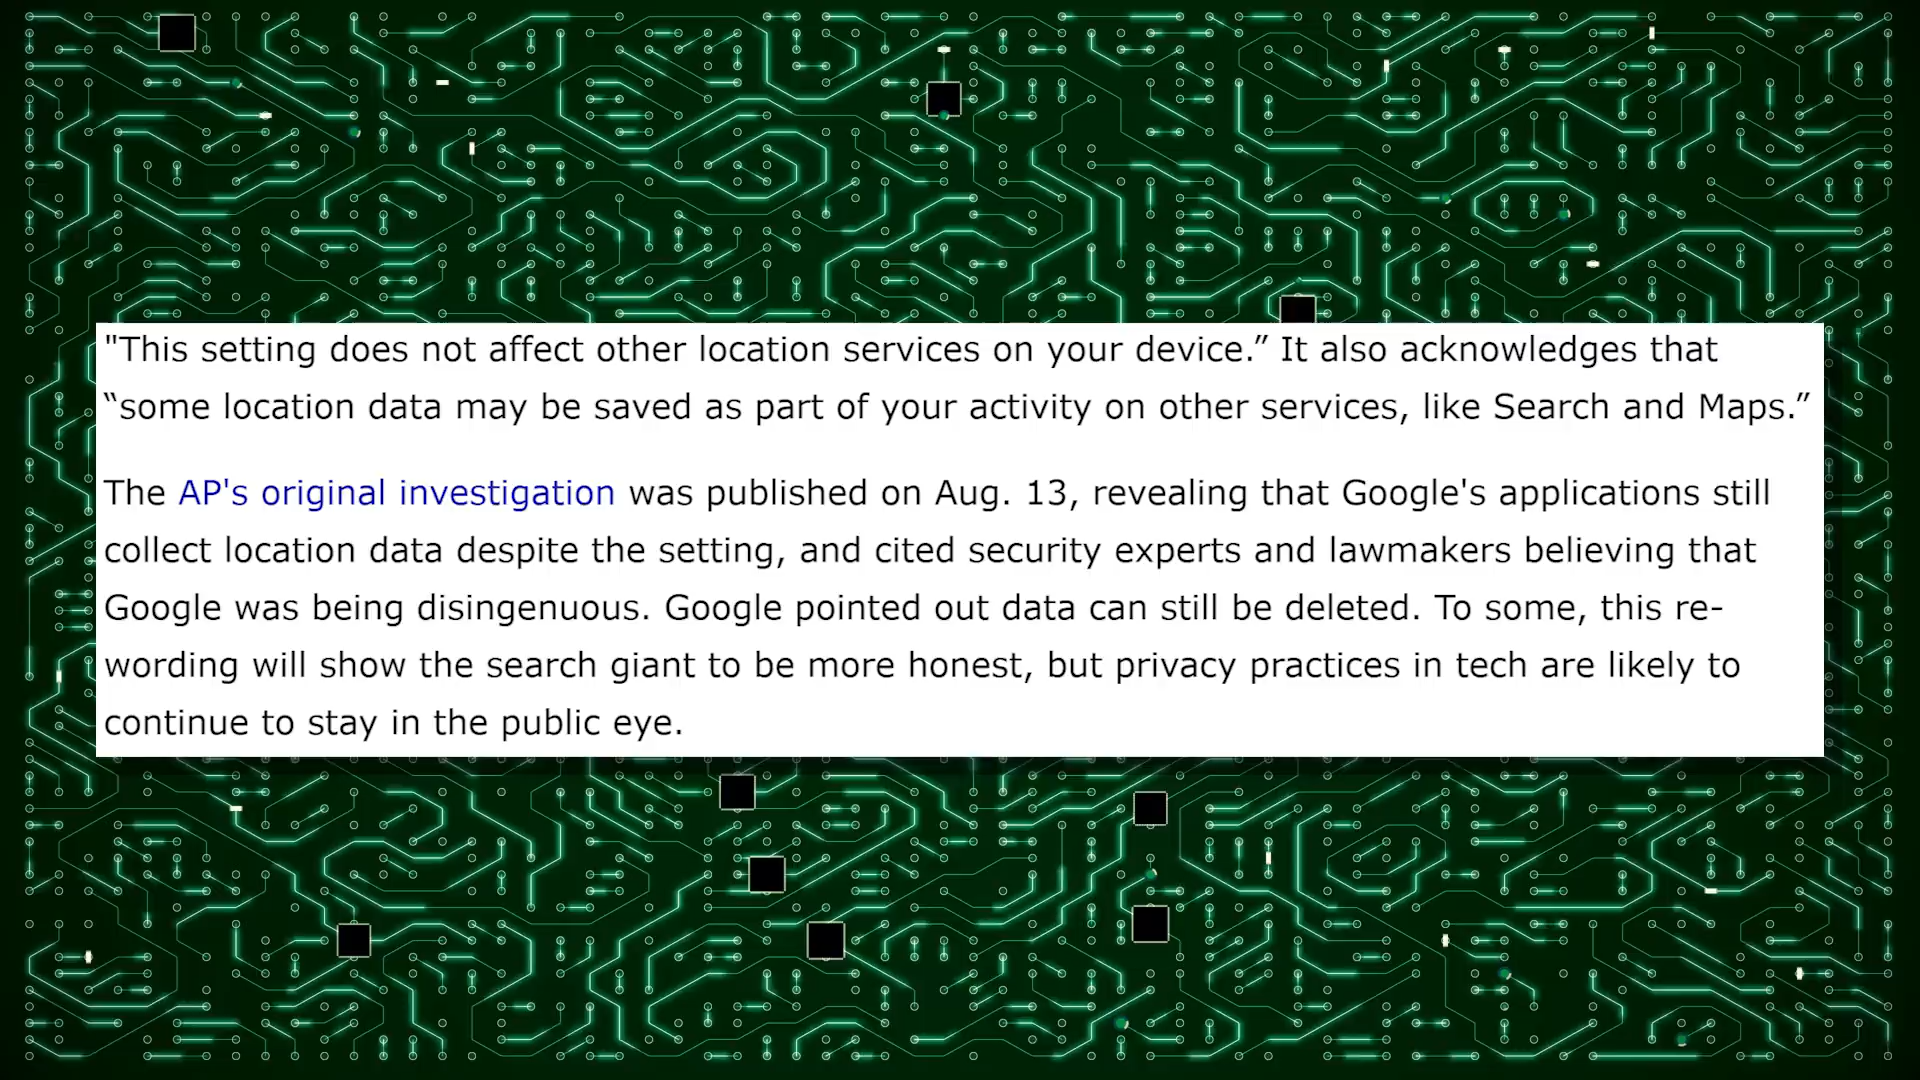 "This setting does not affect other location services on your device.” It also acknowledges that
“some location data may be saved as part of your activity on other services, like Search and Maps.”
The AP's original investigation was published on Aug. 13, revealing that Google's applications still
collect location data despite the setting, and cited security experts and lawmakers believing that
Google was being disingenuous. Google pointed out data can still be deleted. To some, this re-
wording will show the search giant to be more honest, but privacy practices in tech are likely to
continue to stay in the public eye.